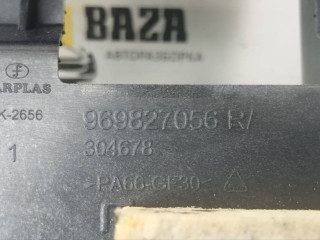 BAZA
АВТОРАЗБОРКА
ARPLAS
K-2656
969827056 R/
1
304678
PA66-GF30